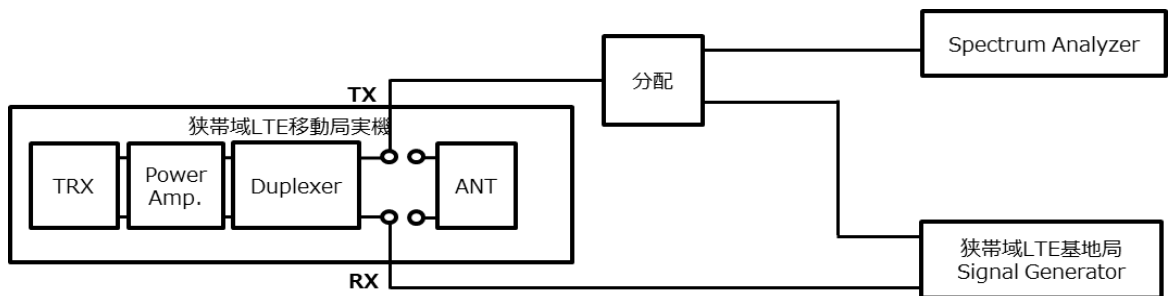 Spectrum Analyzer
分配
TX
狭帯域LTE移動局実機
TRX
Power
Amp.
Duplexer
ANT
狭帯域LTE基地局
Signal Generator
RX